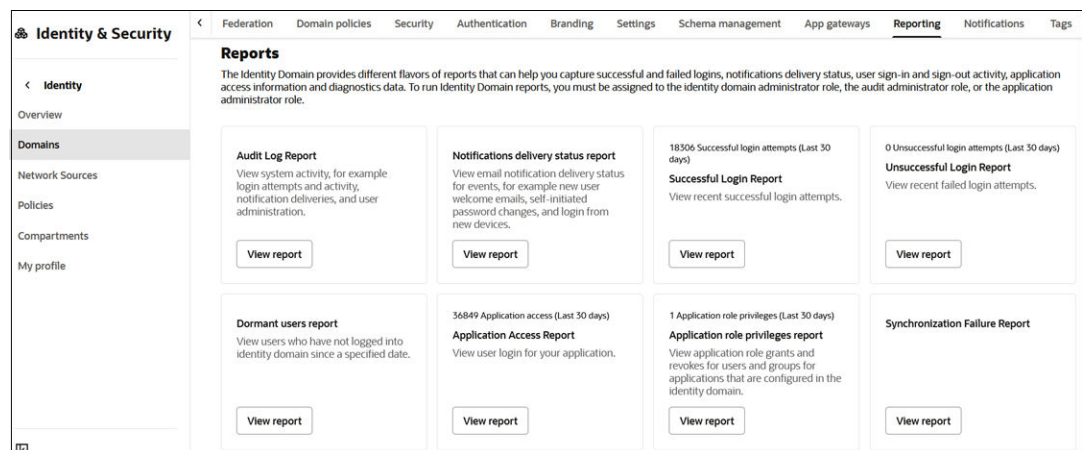 Identity & Security
Identity
Overview
Domains
Network Sources
Policies
Compartments
My profile
Federation Domain policies Security Authentication Branding Settings Schema management App gateways Reporting Notifications Tags
Reports
The Identity Domain provides different flavors of reports that can help you capture successful and failed logins, notifications delivery status, user sign-in and sign-out activity, application
access information and diagnostics data. To run Identity Domain reports, you must be assigned to the identity domain administrator role, the audit administrator role, or the application
administrator role.
Audit Log Report
View system activity, for example
login attempts and activity,
notification deliveries, and user
administration.
View report
Notifications delivery status report
View email notification delivery status
for events, for example new user
welcome emails, self-initiated
password changes, and login from
new devices.
View report
18306 Successful login attempts (Last 30
days)
Successful Login Report
View recent successful login attempts.
View report
0 Unsuccessful login attempts (Last 30 days)
Unsuccessful Login Report
View recent failed login attempts.
View report
Dormant users report
View users who have not logged into
identity domain since a specified date.
View report
36849 Application access (Last 30 days)
Application Access Report
View user login for your application.
View report
1 Application role privileges (Last 30 days)
Application role privileges report
View application role grants and
revokes for users and groups for
applications that are configured in the
identity domain.
View report
Synchronization Failure Report
View report